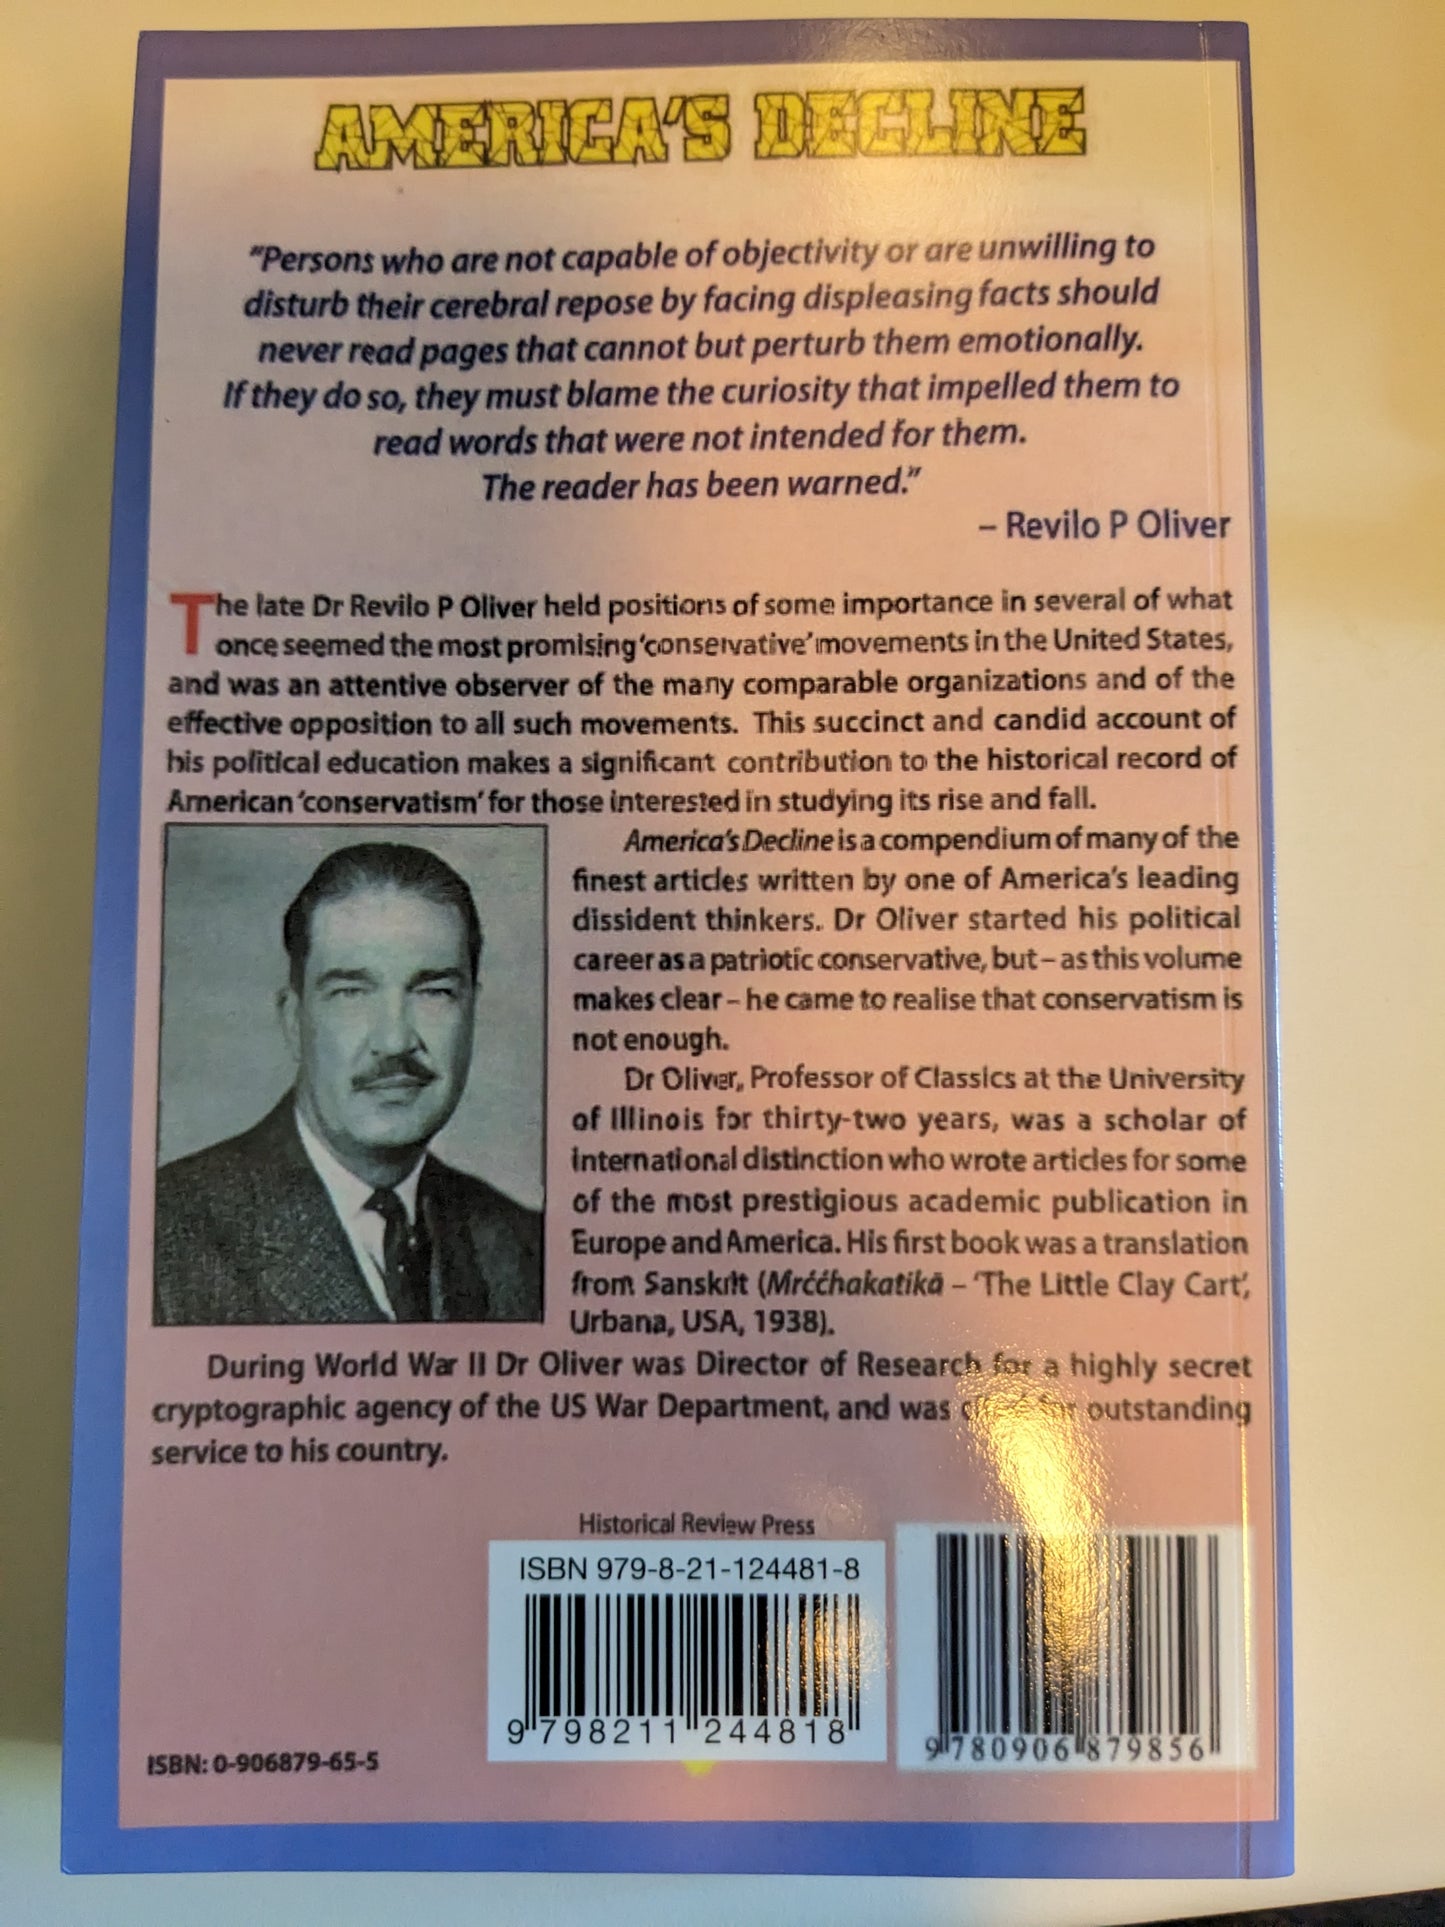 AMERICA'S DECLINE
"Persons who are not capable of objectivity or are unwilling to
disturb their cerebral repose by facing displeasing facts should
never read pages that cannot but perturb them emotionally.
If they do so, they must blame the curiosity that impelled them to
read words that were not intended for them.
The reader has been warned."
– Revilo P Oliver
The late Dr Revilo P Oliver held positions of some importance in several of what
once seemed the most promising 'conservative' movements in the United States,
and was an attentive observer of the many comparable organizations and of the
effective opposition to all such movements. This succinct and candid account of
his political education makes a significant contribution to the historical record of
American 'conservatism' for those interested in studying its rise and fall.
America's Decline is a compendium of many of the
finest articles written by one of America's leading
dissident thinkers. Dr Oliver started his political
career as a patriotic conservative, but – as this volume
makes clear – he came to realise that conservatism is
not enough.
Dr Oliver, Professor of Classics at the University
of Illinois for thirty-two years, was a scholar of
international distinction who wrote articles for some
of the most prestigious academic publication in
Europe and America. His first book was a translation
from Sanskrit (Mrććhakatikā – 'The Little Clay Cart',
Urbana, USA, 1938).
During World War II Dr Oliver was Director of Research for a highly secret
cryptographic agency of the US War Department, and was cited for outstanding
service to his country.
Historical Review Press
ISBN 979-8-21-124481-8
9 798211 244818
9 780906 879856
ISBN: 0-906879-65-5